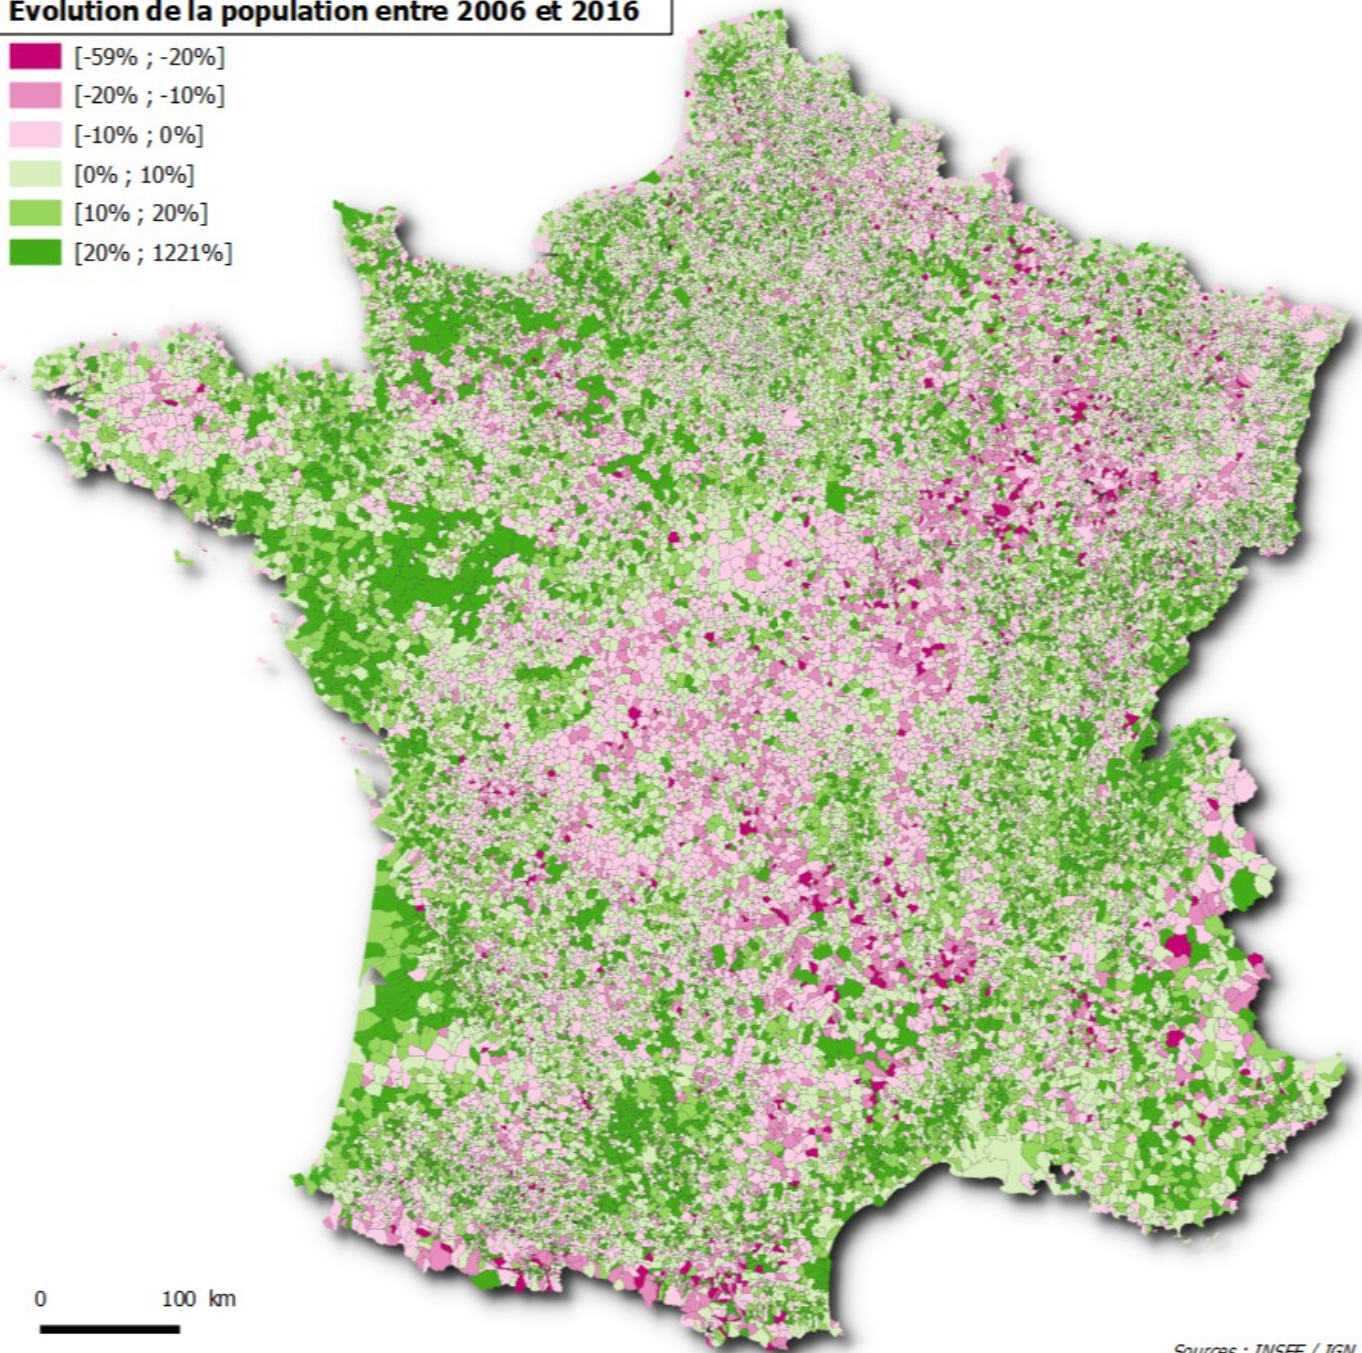 Evolution de la population entre 2006 et 2016
[-59% ; -20%]
[-20% ; -10%]
[-10% ; 0%]
[0% ; 10%]
[10% ; 20%]
[20% ; 1221%]
0 100 km
Sources : INSEE / IGN